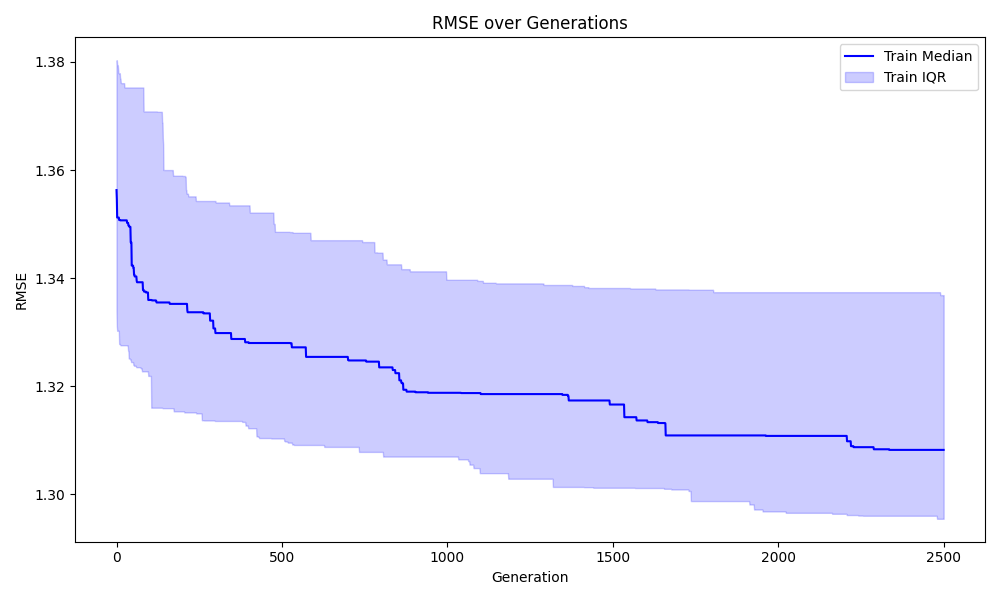 RMSE over Generations
Train Median
Train IQR
RMSE
1.38
1.36
1.34
1.32
1.30
0
500
1000
1500
2000
2500
Generation